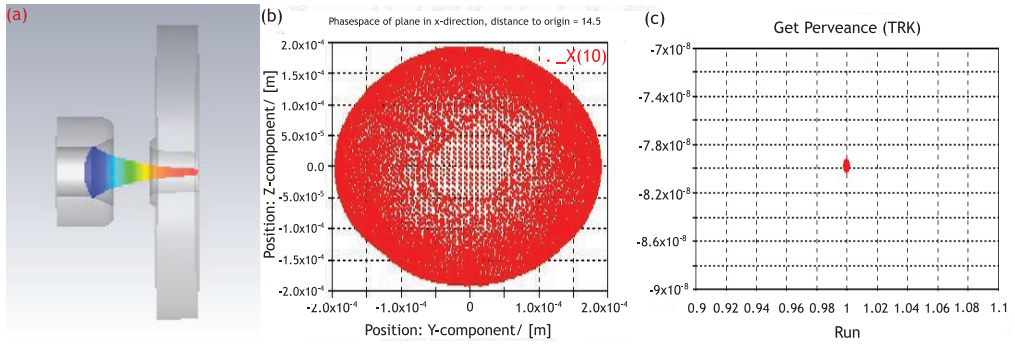 (a)
(b)
Phasespace of plane in x-direction, distance to origin = 14.5
Position: Z-component/ [m]
2.0x10⁻⁴
1.5x10⁻⁴
1.0x10⁻⁴
5.0x10⁻⁵
0.0
-5.0x10⁻⁵
-1.0x10⁻⁴
-1.5x10⁻⁴
-2.0x10⁻⁴
. _X(10)
-2.0x10⁻⁴ -1.0x10⁻⁴ 0.0 1.0x10⁻⁴ 2.0x10⁻⁴
Position: Y-component/ [m]
(c)
Get Perveance (TRK)
-7x10⁻⁸
-7.4x10⁻⁸
-7.8x10⁻⁸
-8.2x10⁻⁸
-8.6x10⁻⁸
-9x10⁻⁸
0.9 0.92 0.94 0.96 0.98 1 1.02 1.04 1.06 1.08 1.1
Run